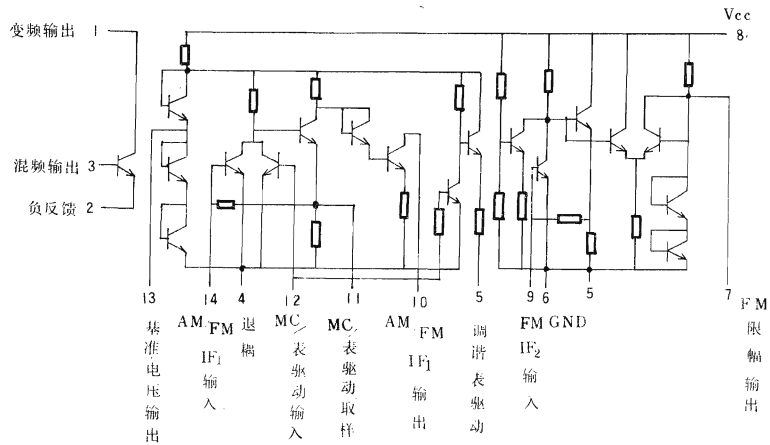 变频输出 1
混频输出 3
负反馈 2
Vcc
8
13
基准电压输出
14
AM FM IF₁ 输入
4
退耦
12
MC/表驱动输入
11
MC/表驱动取样
10
AM FM IF₁ 输出
5
调谐表驱动
9
FM IF₂ 输入
6
GND
5
7
FM 限幅输出